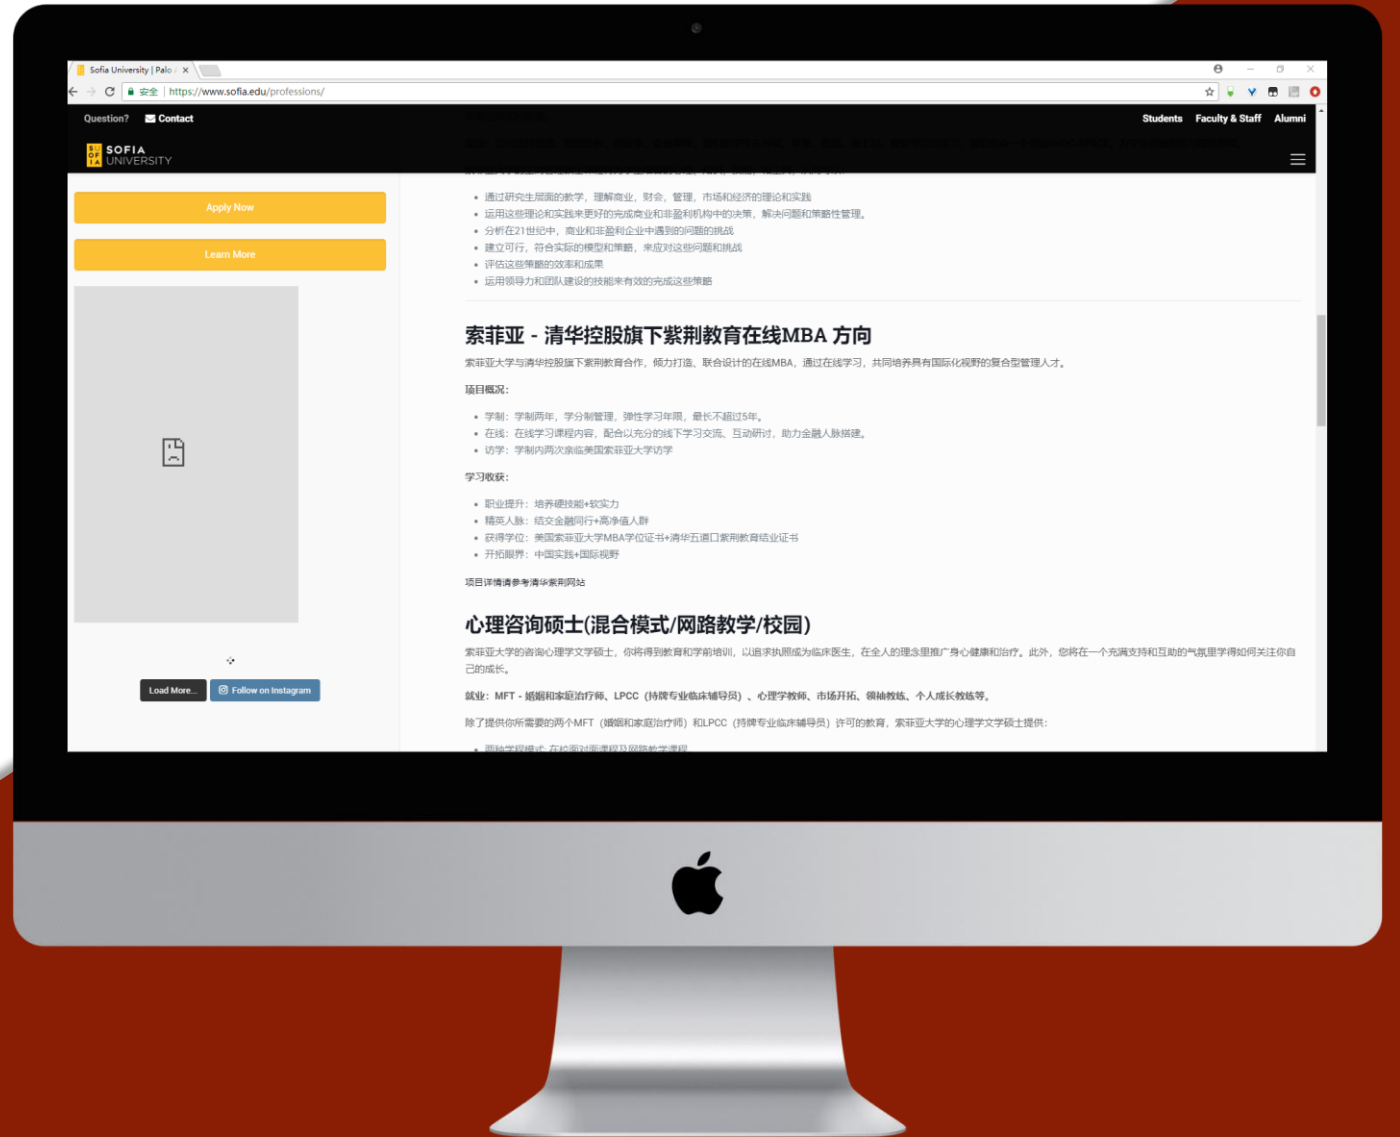 Sofia University | Palo
安全 | https://www.sofia.edu/professions/
Question? Contact
Students Faculty & Staff Alumni
SOFIA
UNIVERSITY
Apply Now
Learn More
Load More...
Follow on Instagram
通过研究生层面的教学，理解商业，财会，管理，市场和经济的理论和实践
运用这些理论和实践来更好的完成商业和非盈利机构中的决策，解决问题和策略性管理。
分析在21世纪中，商业和非盈利企业中遇到的问题的挑战
建立可行，符合实际的模型和策略，来应对这些问题和挑战
评估这些策略的效率和成果
运用领导力和团队建设的技能来有效的完成这些策略
索菲亚 - 清华控股旗下紫荆教育在线MBA 方向
索菲亚大学与清华控股旗下紫荆教育合作，倾力打造、联合设计的在线MBA，通过在线学习，共同培养具有国际化视野的复合型管理人才。
项目概况：
学制：学制两年，学分制管理，弹性学习年限，最长不超过5年。
在线：在线学习课程内容，配合以充分的线下学习交流、互动研讨，助力金融人脉搭建。
访学：学制内两次亲临美国索菲亚大学访学
学习收获：
职业提升：培养硬技能+软实力
精英人脉：结交金融同行+高净值人群
获得学位：美国索菲亚大学MBA学位证书+清华五道口紫荆教育结业证书
开拓眼界：中国实践+国际视野
项目详情请参考清华紫荆网站
心理咨询硕士(混合模式/网路教学/校园)
索菲亚大学的咨询心理学文学硕士，你将得到教育和学前培训，以追求执照成为临床医生，在全人的理念里推广身心健康和治疗。此外，您将在一个充满支持和互助的气氛里学得如何关注你自
己的成长。
就业：MFT - 婚姻和家庭治疗师、LPCC（持牌专业临床辅导员）、心理学教师、市场开拓、领袖教练、个人成长教练等。
除了提供你所需要的两个MFT（婚姻和家庭治疗师）和LPCC（持牌专业临床辅导员）许可的教育，索菲亚大学的心理学文学硕士提供：
两种学程模式: 在校面对面课程及网路教学课程